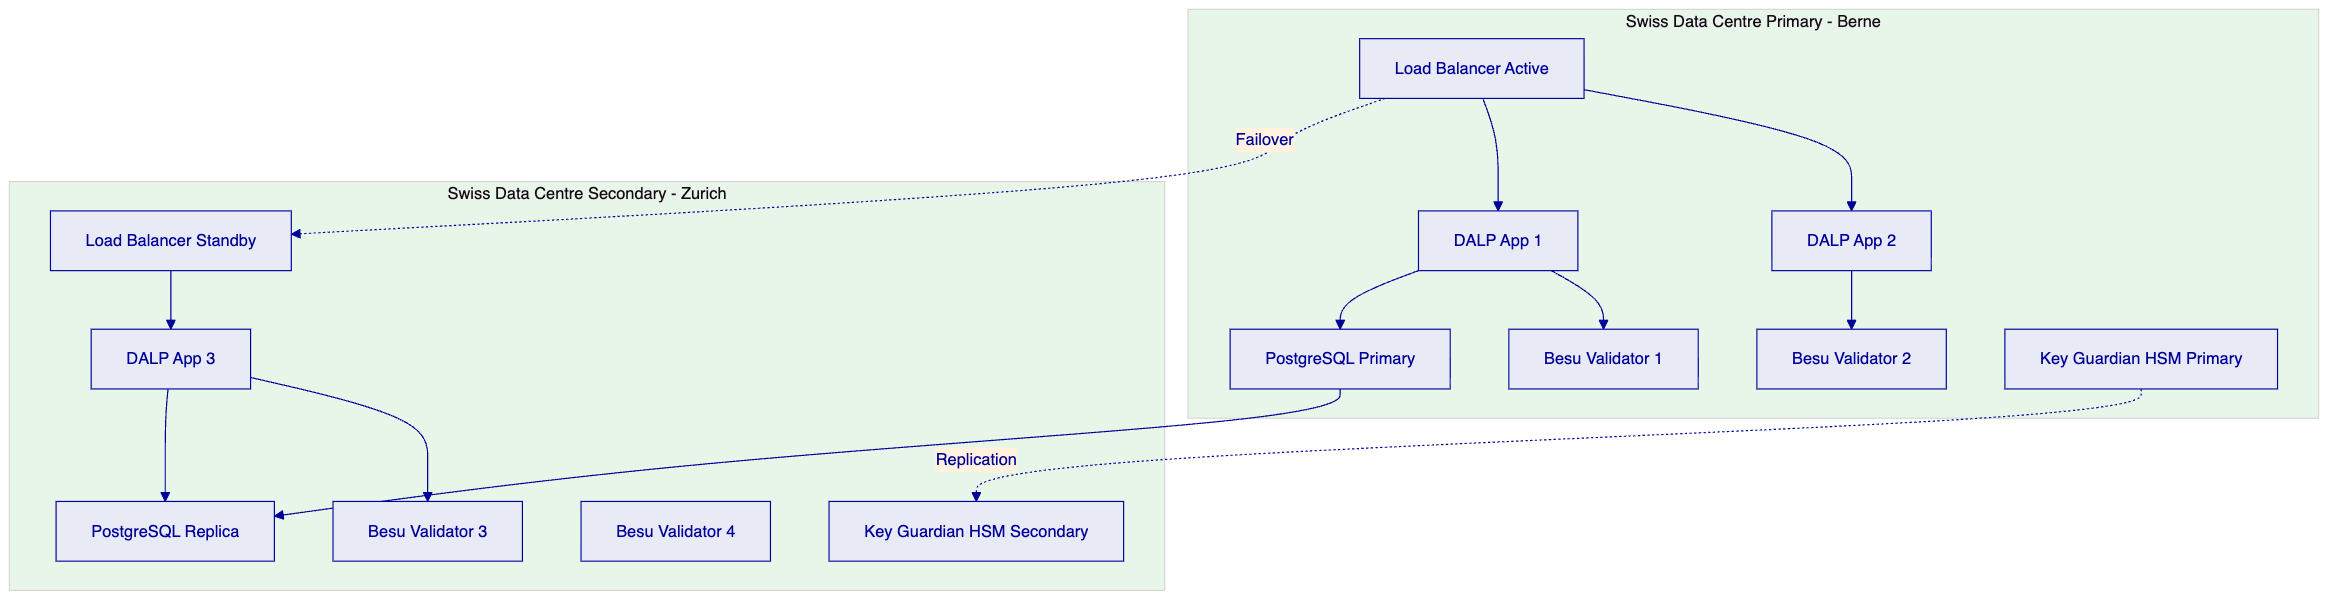 Swiss Data Centre Primary - Berne
Load Balancer Active
Failover
Swiss Data Centre Secondary - Zurich
Load Balancer Standby
DALP App 1
DALP App 2
DALP App 3
PostgreSQL Primary
Besu Validator 1
Besu Validator 2
Key Guardian HSM Primary
Replication
PostgreSQL Replica
Besu Validator 3
Besu Validator 4
Key Guardian HSM Secondary